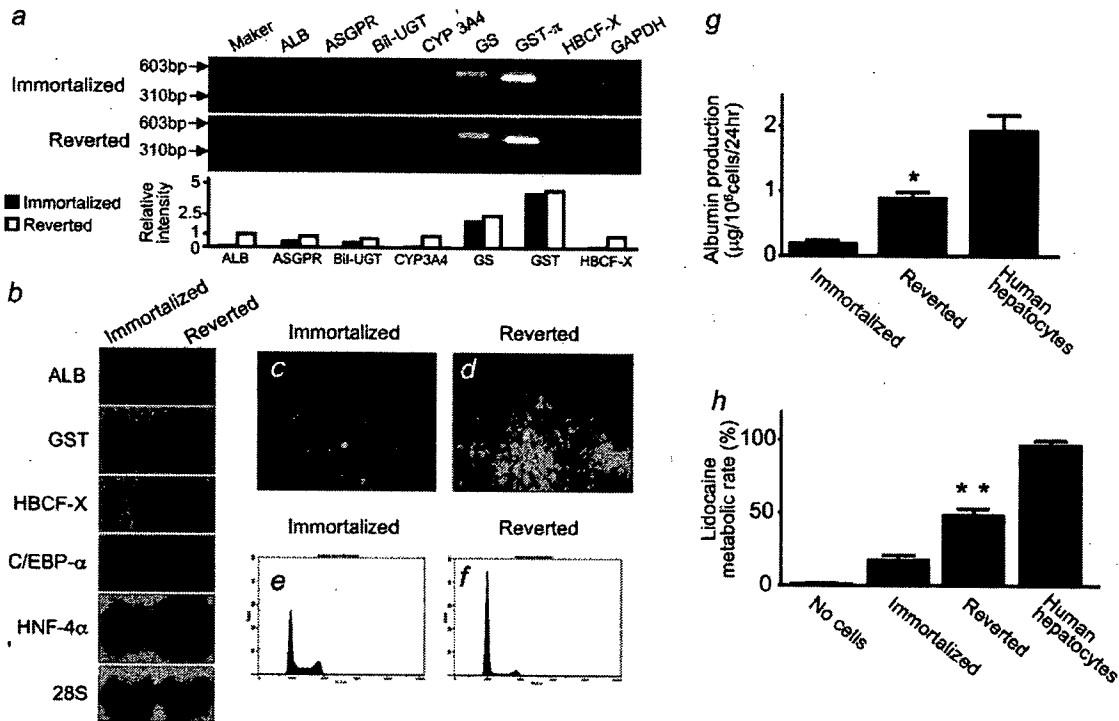 a
Maker ALB ASGPR Bil-UGT CYP 3A4 GS GST-π HBCF-X GAPDH
Immortalized
603bp
310bp
Reverted
603bp
310bp
Immortalized
Reverted
Relative intensity
5
2.5
1
0
ALB ASGPR Bil-UGT CYP3A4 GS GST HBCF-X
b
Immortalized Reverted
ALB
GST
HBCF-X
C/EBP-α
HNF-4α
28S
Immortalized Reverted
c d
Immortalized Reverted
e f
g
Albumin production
(μg/10⁶cells/24hr)
2
1
0
*
Immortalized
Reverted
Human hepatocytes
h
Lidocaine
metabolic rate (%)
100
50
0
* *
No cells
Immortalized
Reverted
Human hepatocytes